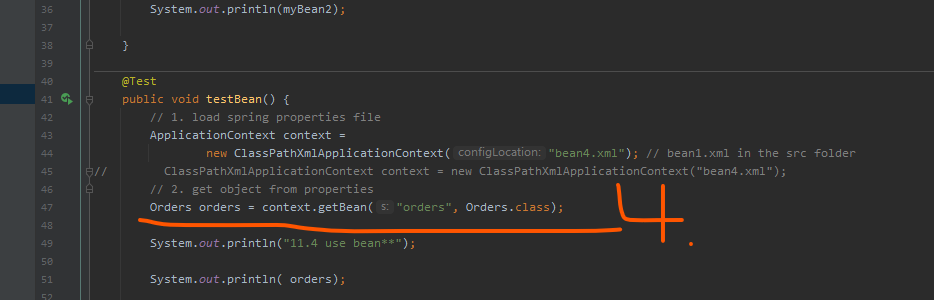 36 System.out.println(myBean2);
37
38 }
39
40 @Test
41 public void testBean() {
42 // 1. load spring properties file
43 ApplicationContext context =
44 new ClassPathXmlApplicationContext( configLocation: "bean4.xml"); // bean1.xml in the src folder
45 // ClassPathXmlApplicationContext context = new ClassPathXmlApplicationContext("bean4.xml");
46 // 2. get object from properties
47 Orders orders = context.getBean( s: "orders", Orders.class);
4.
48
49 System.out.println("11.4 use bean**");
50
51 System.out.println( orders);
52